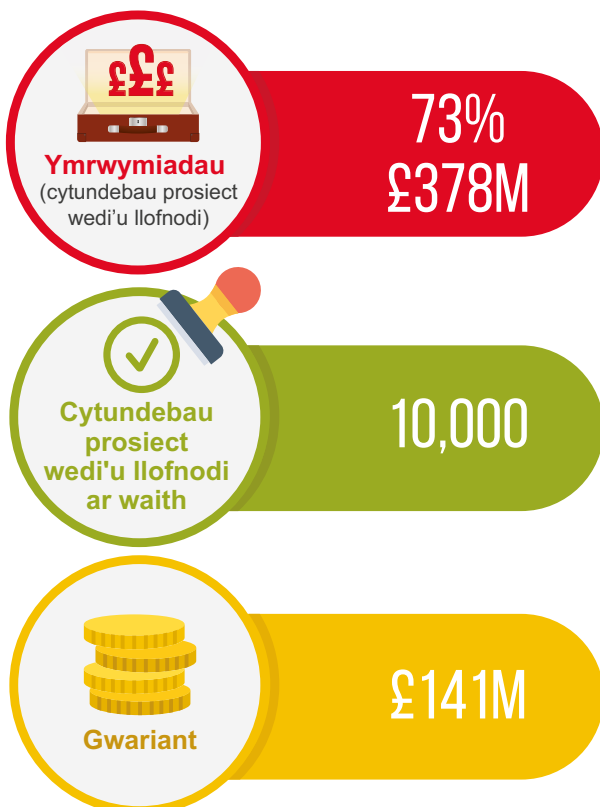 £££
Ymrwymiadau
(cytundebau prosiect
wedi’u llofnodi)
73%
£378M
Cytundebau
prosiect
wedi'u llofnodi
ar waith
10,000
Gwariant
£141M